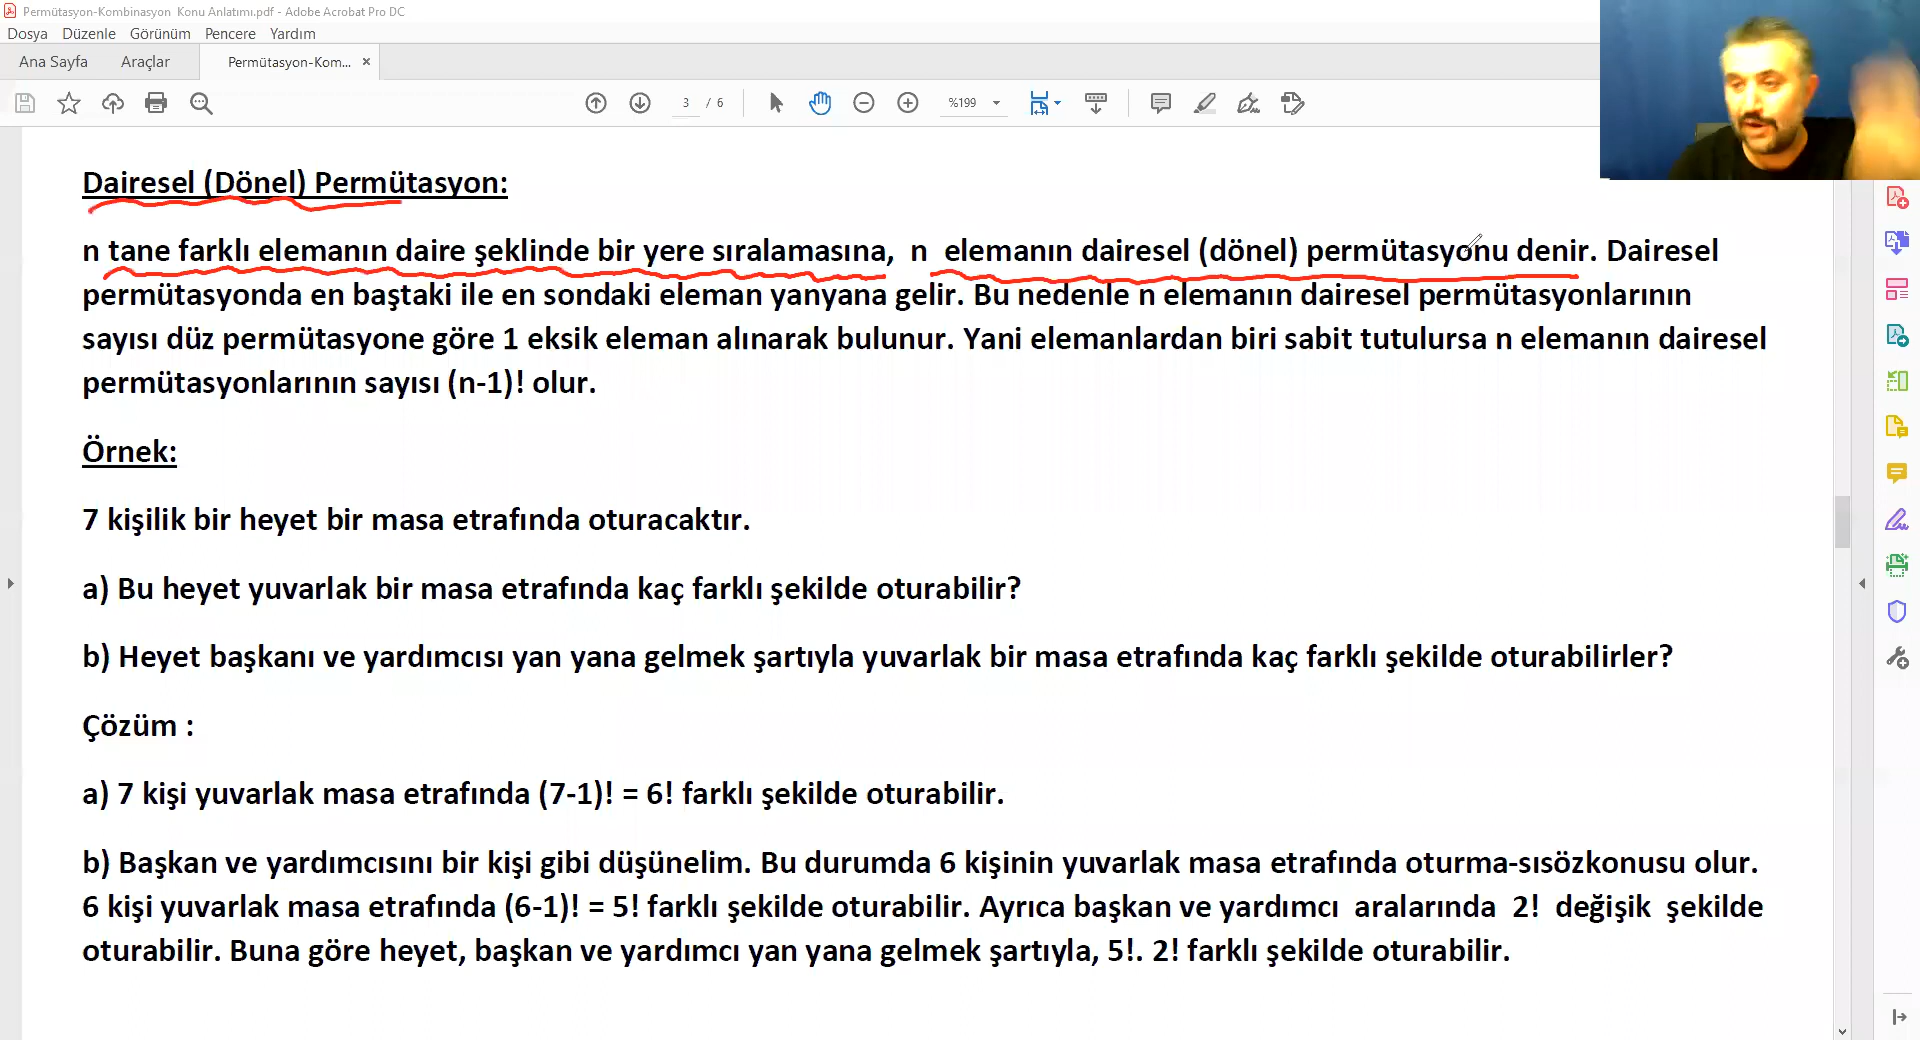 Permütasyon-Kombinasyon  Konu Anlatımı.pdf - Adobe Acrobat Pro DC
Dosya Düzenle Görünüm Pencere Yardım
Ana Sayfa Araçlar Permütasyon-Kom... ×
3 / 6 %199
Dairesel (Dönel) Permütasyon:
n tane farklı elemanın daire şeklinde bir yere sıralamasına,  n  elemanın dairesel (dönel) permütasyonu denir. Dairesel
permütasyonda en baştaki ile en sondaki eleman yanyana gelir. Bu nedenle n elemanın dairesel permütasyonlarının
sayısı düz permütasyone göre 1 eksik eleman alınarak bulunur. Yani elemanlardan biri sabit tutulursa n elemanın dairesel
permütasyonlarının sayısı (n-1)! olur.
Örnek:
7 kişilik bir heyet bir masa etrafında oturacaktır.
a) Bu heyet yuvarlak bir masa etrafında kaç farklı şekilde oturabilir?
b) Heyet başkanı ve yardımcısı yan yana gelmek şartıyla yuvarlak bir masa etrafında kaç farklı şekilde oturabilirler?
Çözüm :
a) 7 kişi yuvarlak masa etrafında (7-1)! = 6! farklı şekilde oturabilir.
b) Başkan ve yardımcısını bir kişi gibi düşünelim. Bu durumda 6 kişinin yuvarlak masa etrafında oturma-sısözkonusu olur.
6 kişi yuvarlak masa etrafında (6-1)! = 5! farklı şekilde oturabilir. Ayrıca başkan ve yardımcı  aralarında  2!  değişik  şekilde
oturabilir. Buna göre heyet, başkan ve yardımcı yan yana gelmek şartıyla, 5!. 2! farklı şekilde oturabilir.